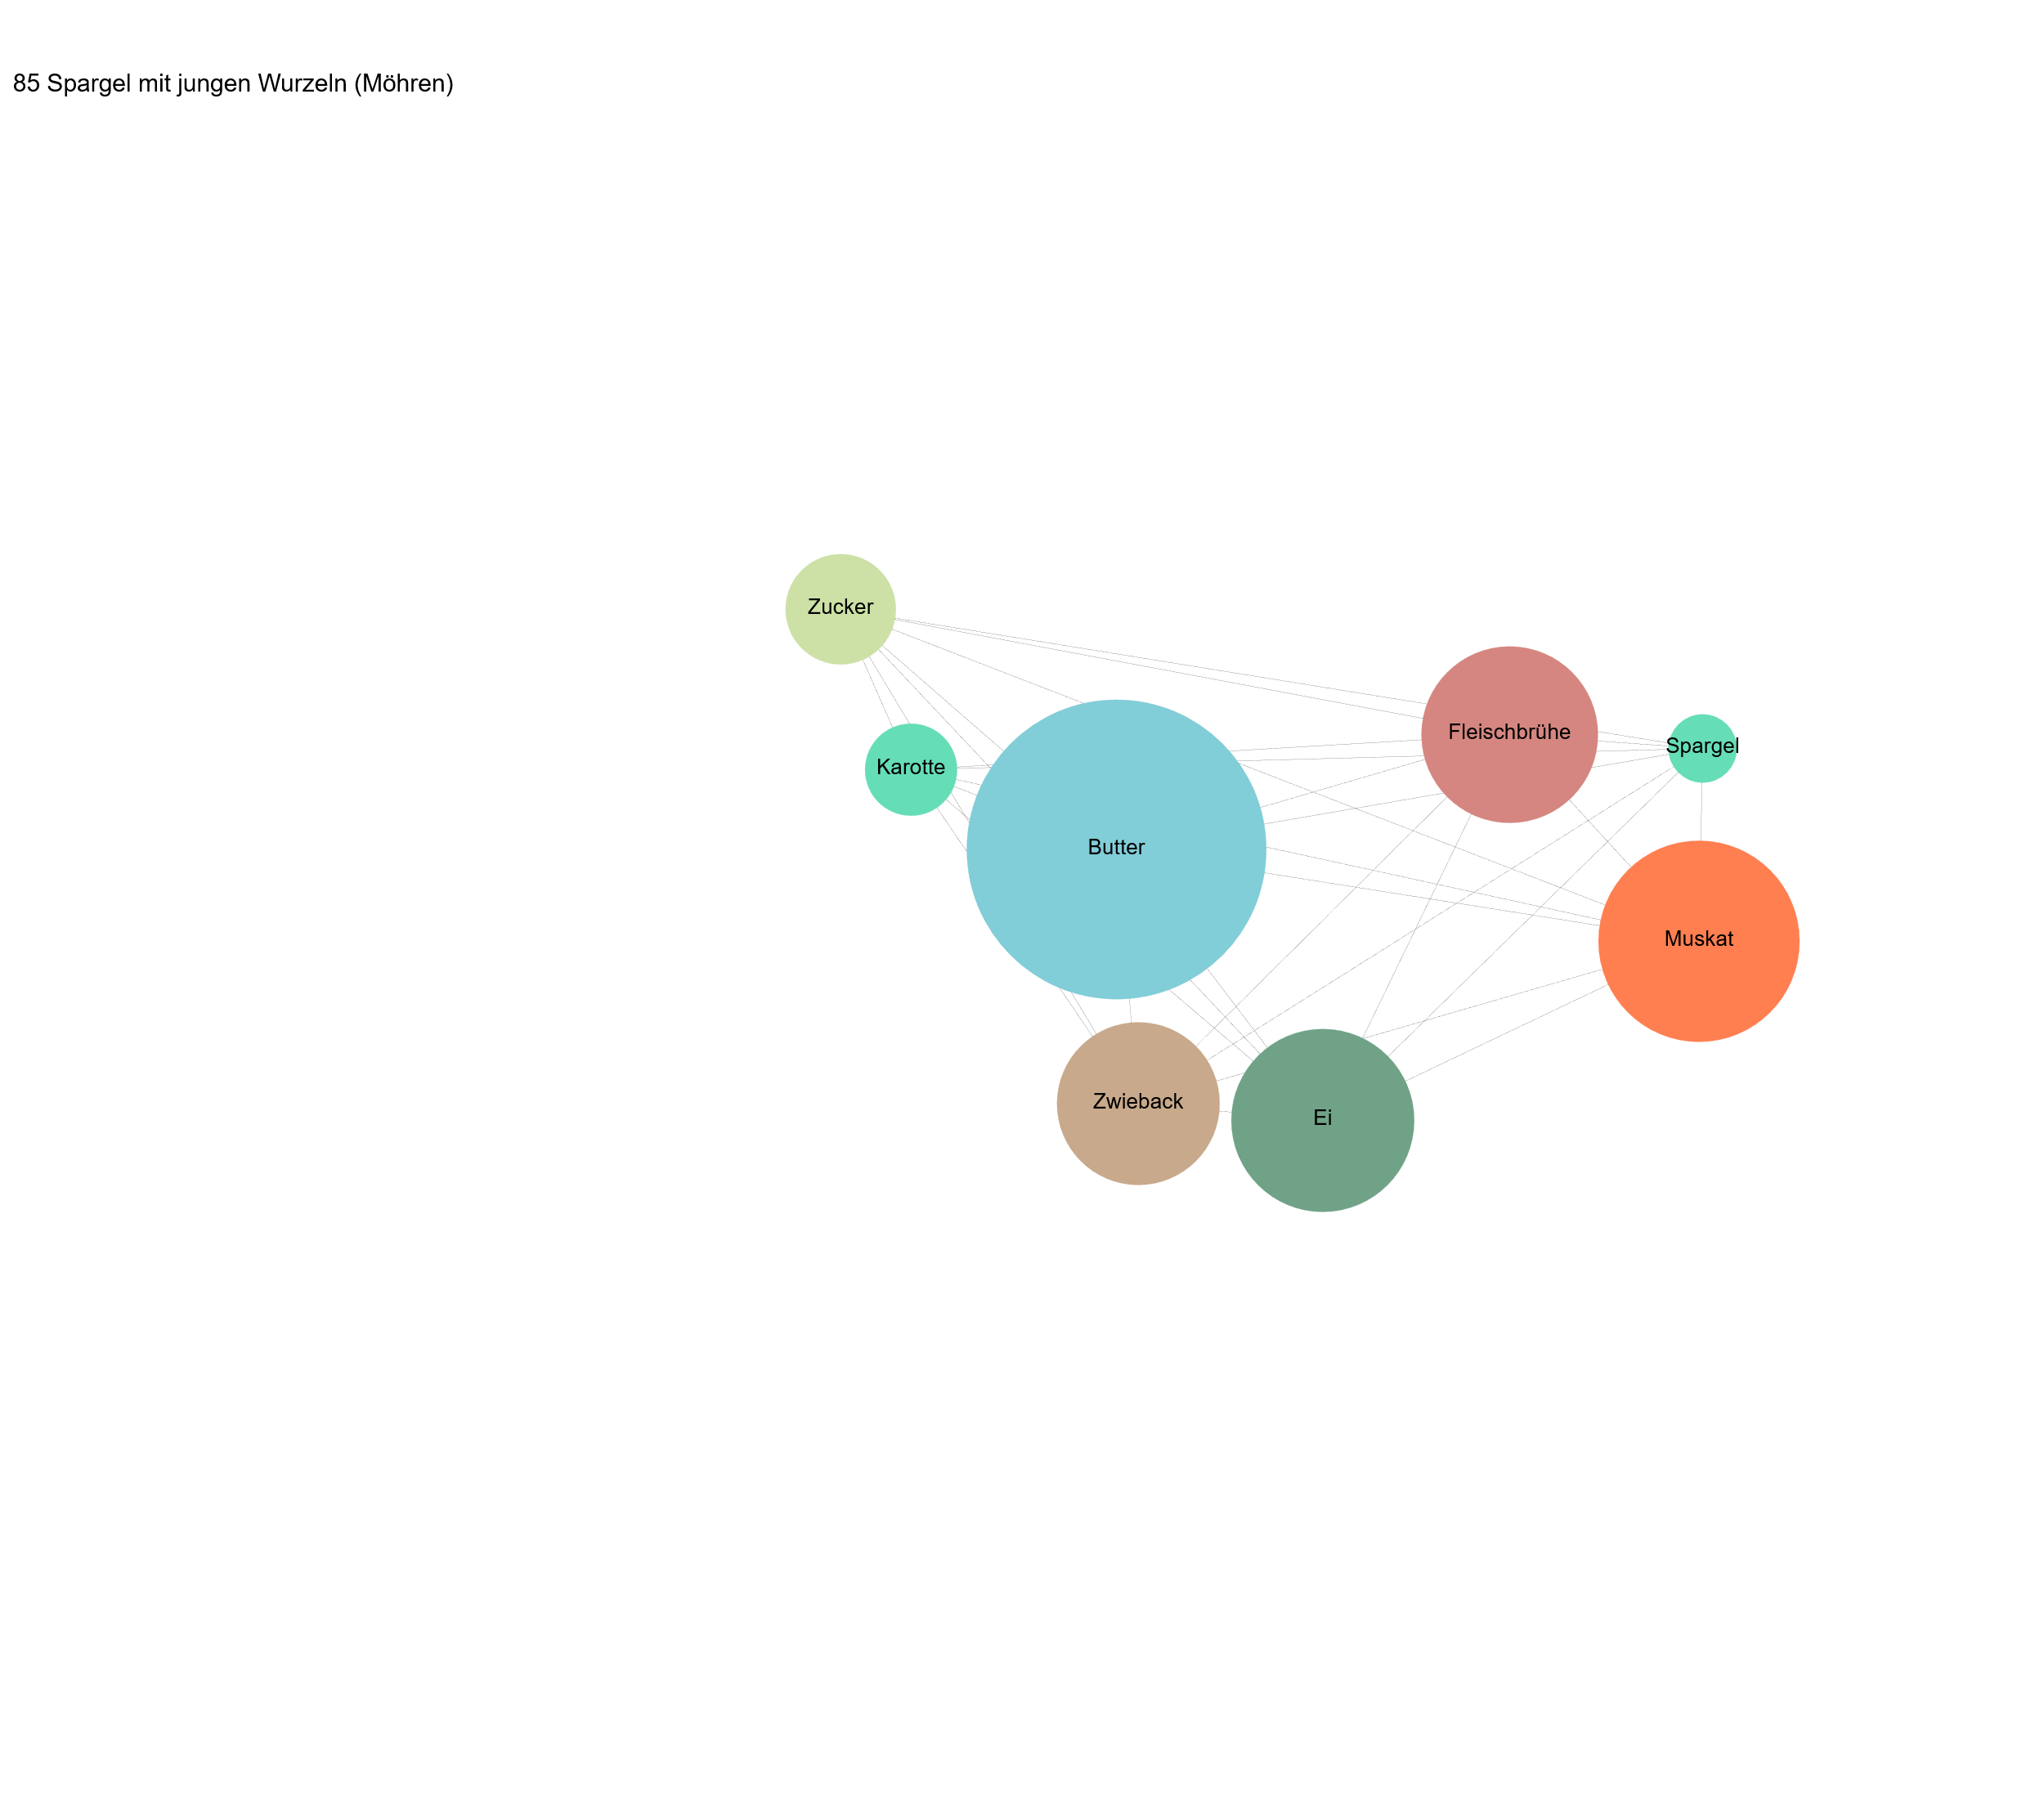 85 Spargel mit jungen Wurzeln (Möhren)
Zucker
Fleischbrühe
Spargel
Karotte
Butter
Muskat
Zwieback
Ei